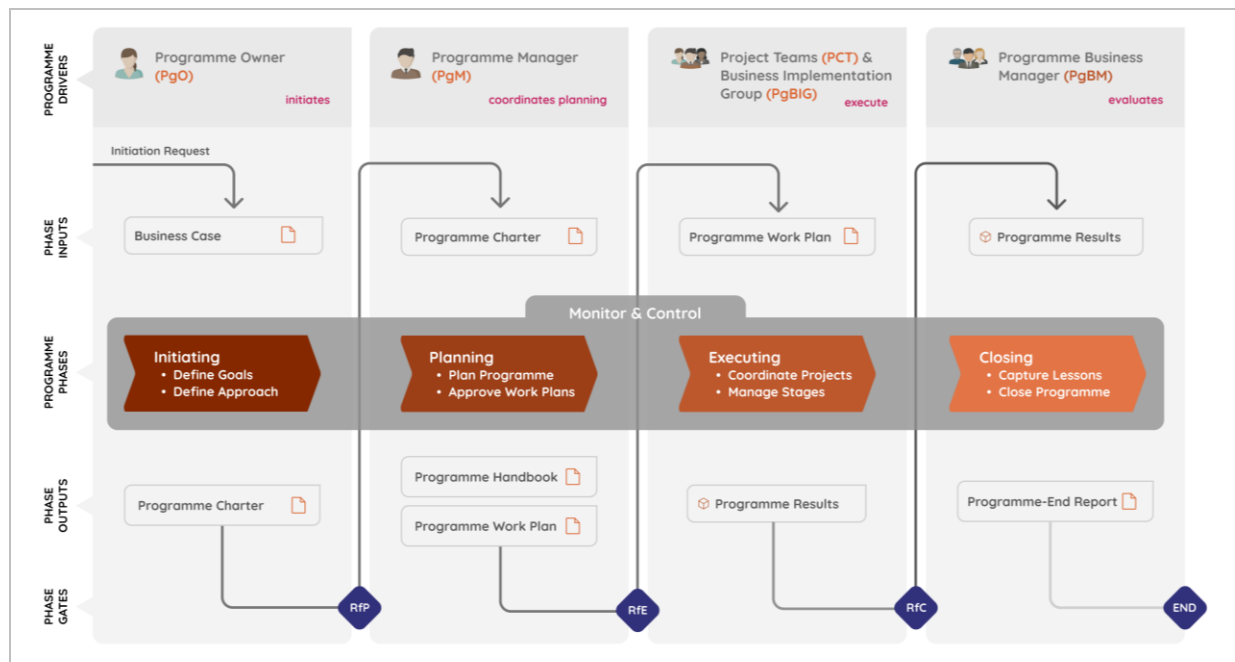 PROGRAMME
DRIVERS
Programme Owner
(PgO)
initiates
Programme Manager
(PgM)
coordinates planning
Project Teams (PCT) &
Business Implementation
Group (PgBIG)
execute
Programme Business
Manager (PgBM)
evaluates
Initiation Request
PHASE
INPUTS
Business Case
Programme Charter
Programme Work Plan
Programme Results
Monitor & Control
PROGRAMME
PHASES
Initiating
• Define Goals
• Define Approach
Planning
• Plan Programme
• Approve Work Plans
Executing
• Coordinate Projects
• Manage Stages
Closing
• Capture Lessons
• Close Programme
PHASE
OUTPUTS
Programme Charter
Programme Handbook
Programme Work Plan
Programme Results
Programme-End Report
PHASE
GATES
RfP
RfE
RfC
END